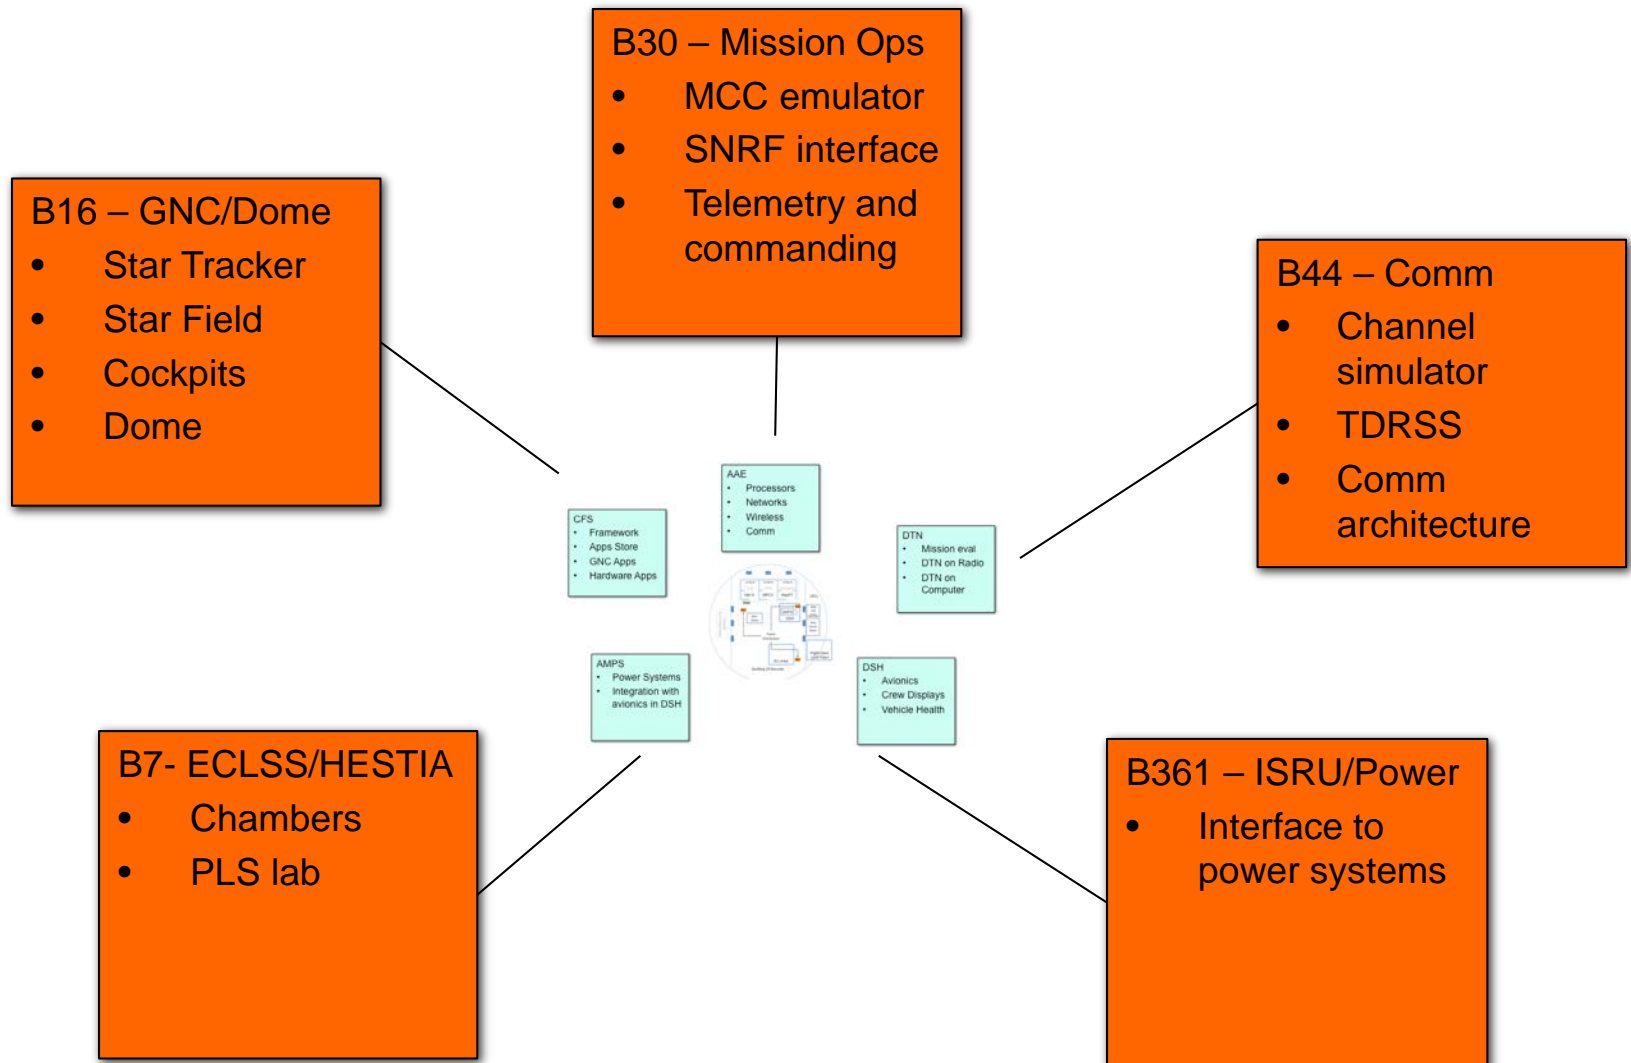 B30 – Mission Ops
• MCC emulator
• SNRF interface
• Telemetry and
commanding
B16 – GNC/Dome
• Star Tracker
• Star Field
• Cockpits
• Dome
B44 – Comm
• Channel
simulator
• TDRSS
• Comm
architecture
AAE
• Processors
• Networks
• Wireless
• Comm
CFS
• Framework
• Apps Store
• GNC Apps
• Hardware Apps
DTN
• Mission eval
• DTN on Radio
• DTN on
Computer
AMPS
• Power Systems
• Integration with
avionics in DSH
DSH
• Avionics
• Crew Displays
• Vehicle Health
B7- ECLSS/HESTIA
• Chambers
• PLS lab
B361 – ISRU/Power
• Interface to
power systems